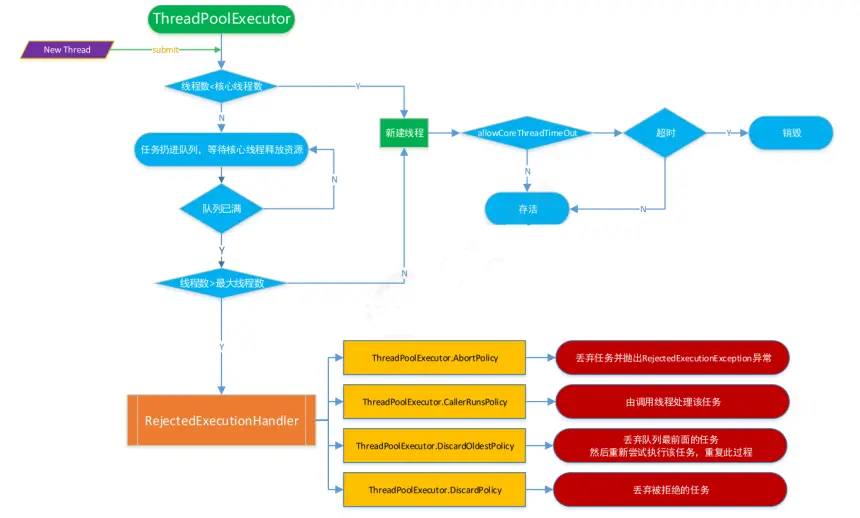 ThreadPoolExecutor
New Thread
submit
线程数<核心线程数
Y
N
新建线程
allowCoreThreadTimeOut
超时
Y
销毁
任务扔进队列，等待核心线程释放资源
N
N
队列已满
存活
N
Y
线程数>最大线程数
N
Y
ThreadPoolExecutor.AbortPolicy
丢弃任务并抛出RejectedExecutionException异常
ThreadPoolExecutor.CallerRunsPolicy
由调用线程处理该任务
RejectedExecutionHandler
ThreadPoolExecutor.DiscardOldestPolicy
丢弃队列最前面的任务
然后重新尝试执行该任务，重复此过程
ThreadPoolExecutor.DiscardPolicy
丢弃被拒绝的任务